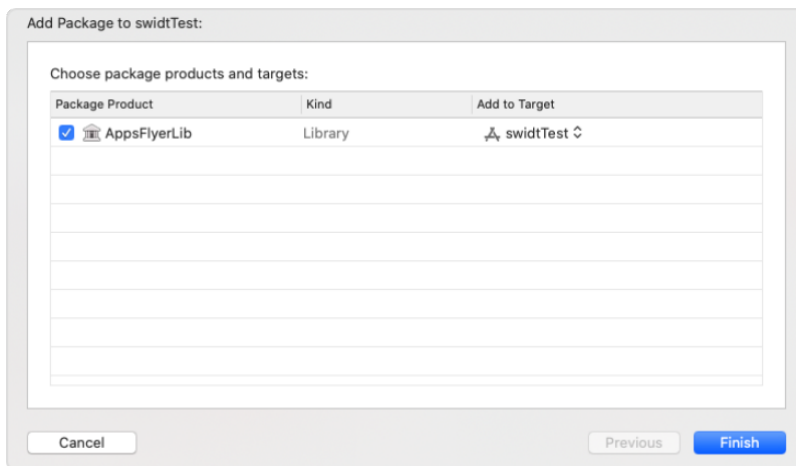 Add Package to swidtTest:
Choose package products and targets:
Package Product Kind Add to Target
AppsFlyerLib Library swidtTest
Cancel Previous Finish